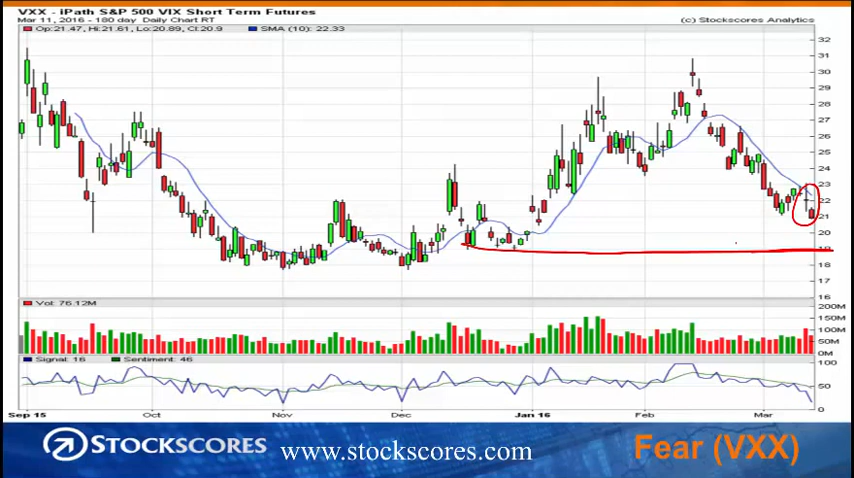 VXX - iPath S&P 500 VIX Short Term Futures
Mar 11, 2016 - 180 day Daily Chart RT
(c) Stockscores Analytics
Op:21.47, Hi:21.61, Lo:20.89, Cl:20.9
SMA (10): 22.33
32
31
30
29
28
27
26
25
24
23
22
21
20
19
18
17
16
Vol: 76.12M
200M
150M
100M
50M
0M
Signal: 16
Sentiment: 46
100
50
0
Sep 15 Oct Nov Dec Jan 16 Feb Mar
STOCKSCORES www.stockscores.com Fear (VXX)